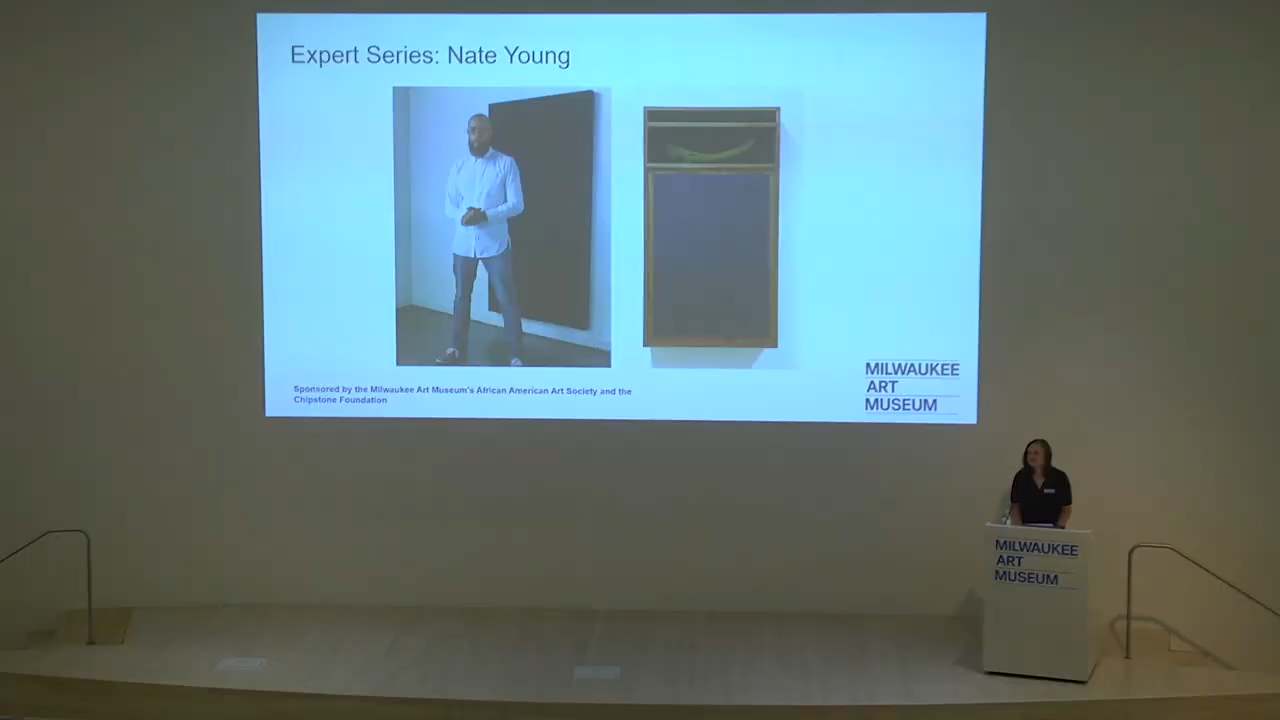 Expert Series: Nate Young
Sponsored by the Milwaukee Art Museum's African American Art Society and the
Chipstone Foundation
MILWAUKEE
ART
MUSEUM
MILWAUKEE
ART
MUSEUM